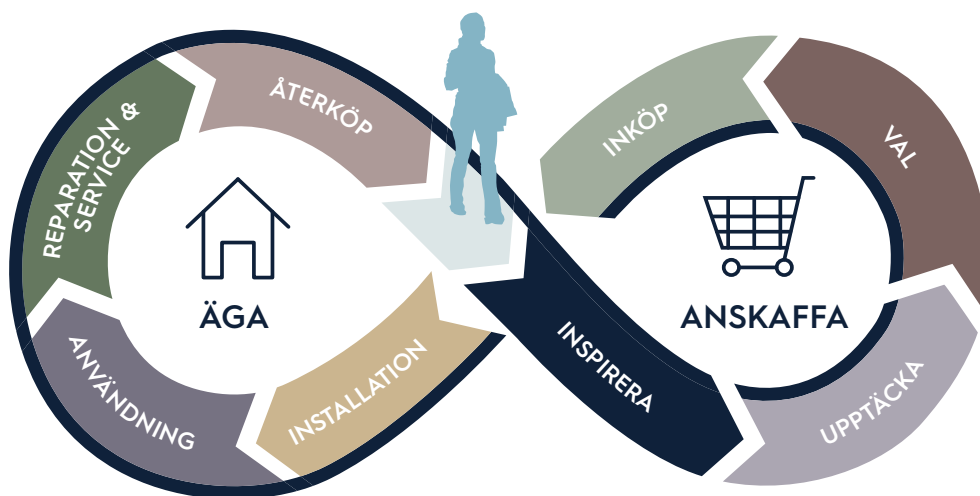 ÅTERKÖP
REPARATION &
SERVICE
ÄGA
ANVÄNDNING
INSTALLATION
INKÖP
VAL
ANSKAFFA
INSPIRERA
UPPTÄCKA